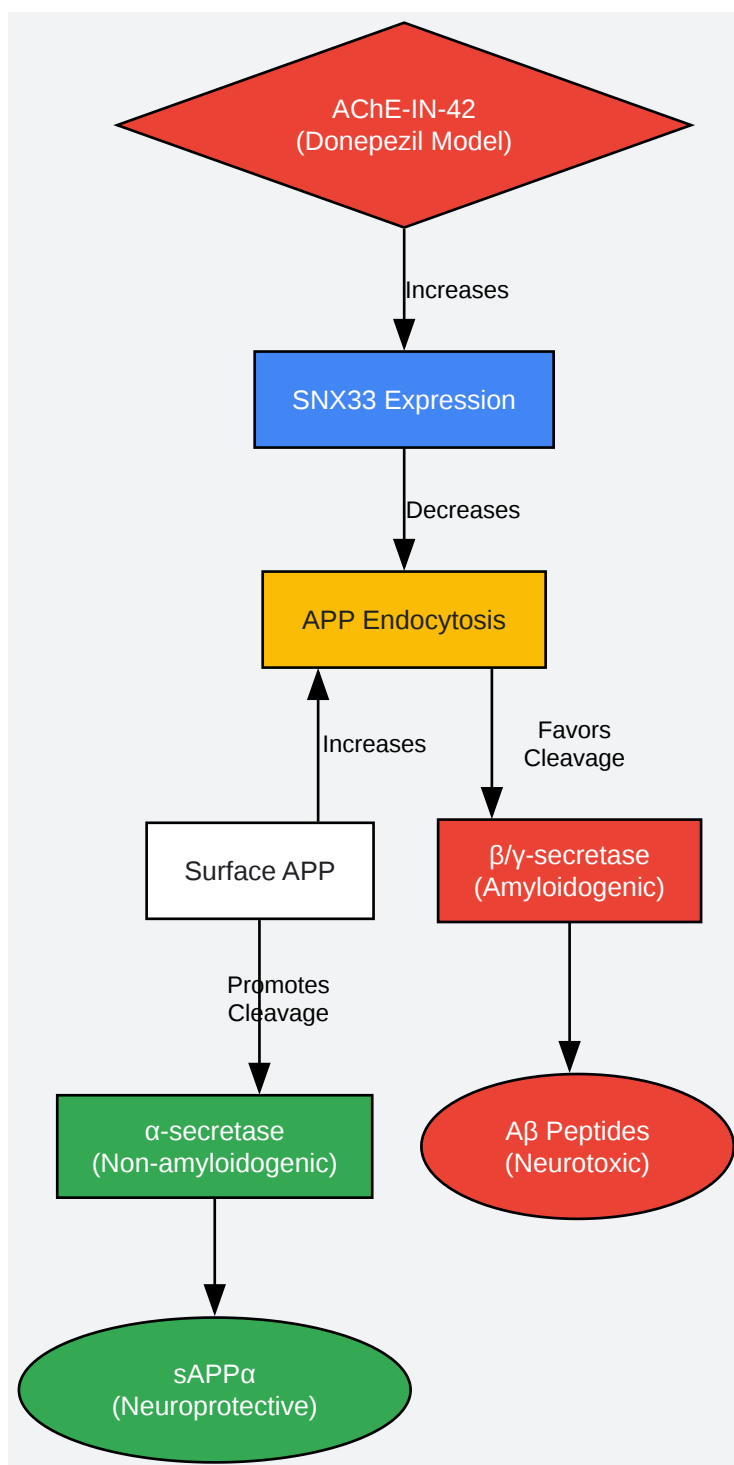 AChE-IN-42
(Donepezil Model)
Increases
SNX33 Expression
Decreases
APP Endocytosis
Increases
Favors
Cleavage
Surface APP
β/γ-secretase
(Amyloidogenic)
Promotes
Cleavage
α-secretase
(Non-amyloidogenic)
Aβ Peptides
(Neurotoxic)
sAPPα
(Neuroprotective)